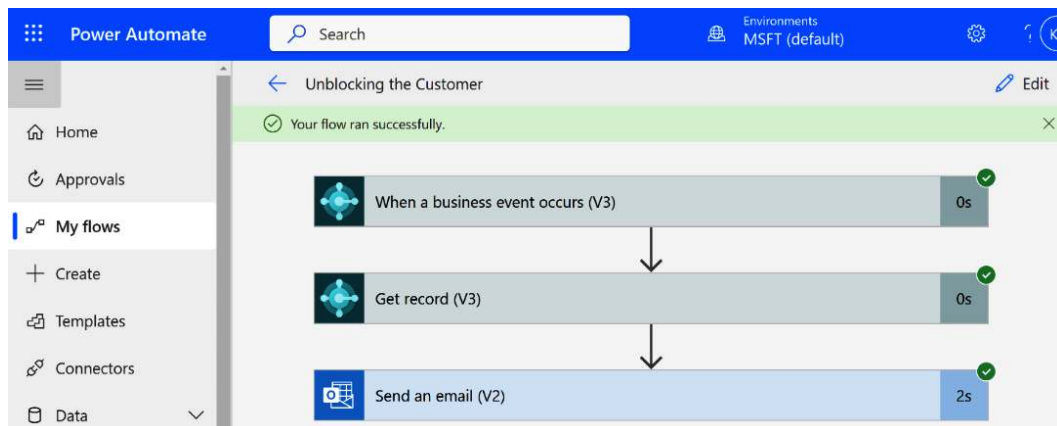 Power Automate
Search
Environments
MSFT (default)
Unblocking the Customer
Edit
Your flow ran successfully.
Home
Approvals
My flows
Create
Templates
Connectors
Data
When a business event occurs (V3)
0s
Get record (V3)
0s
Send an email (V2)
2s